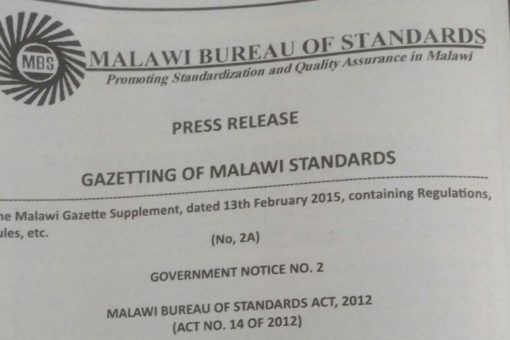 MBS
MALAWI BUREAU OF STANDARDS
Promoting Standardization and Quality Assurance in Malawi
PRESS RELEASE
GAZETTING OF MALAWI STANDARDS
he Malawi Gazette Supplement, dated 13th February 2015, containing Regulations,
ules, etc.
(No, 2A)
GOVERNMENT NOTICE NO. 2
MALAWI BUREAU OF STANDARDS ACT, 2012
(ACT NO. 14 OF 2012)